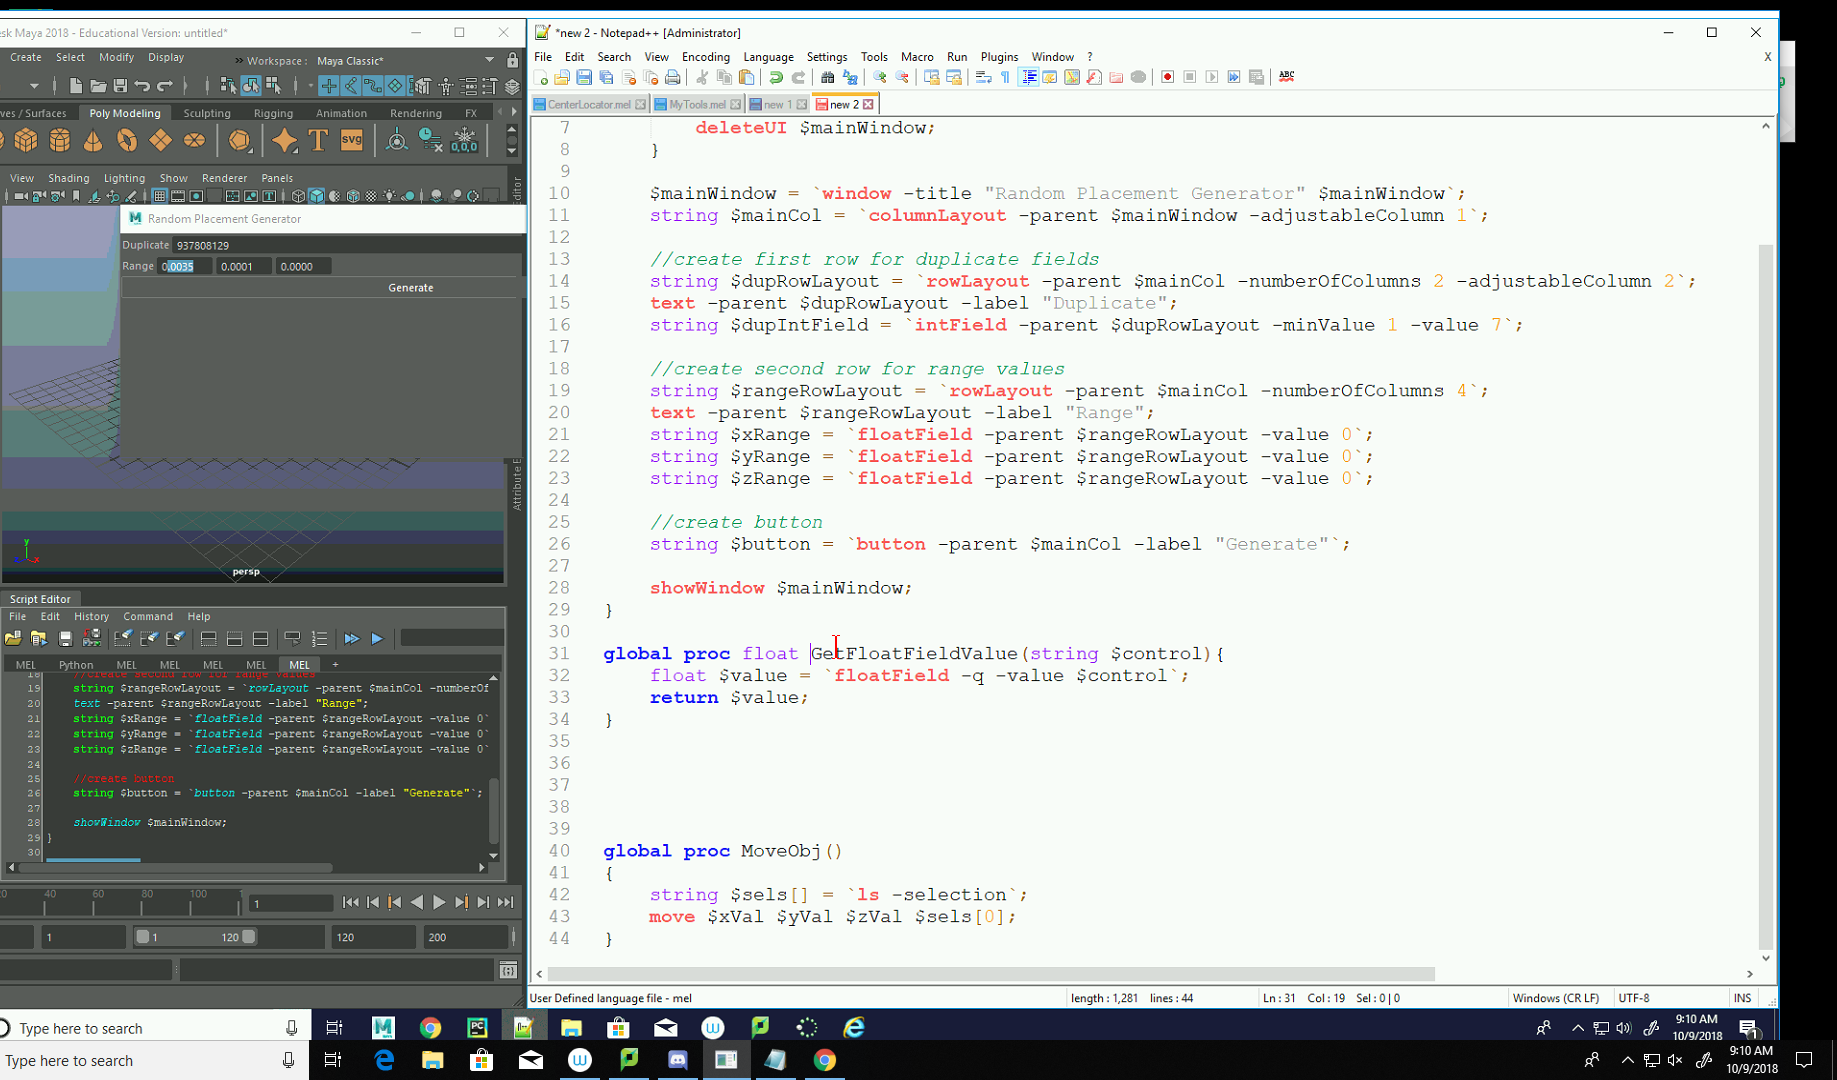 esk Maya 2018 - Educational Version: untitled*
Create Select Modify Display
Workspace : Maya Classic*
ves / Surfaces Poly Modeling Sculpting Rigging Animation Rendering FX
View Shading Lighting Show Renderer Panels
Random Placement Generator
Duplicate 937808129
Range 0.0035 0.0001 0.0000
Generate
persp
Script Editor
File Edit History Command Help
MEL Python MEL MEL MEL MEL MEL +
18 //create second row for range values
19 string $rangeRowLayout = `rowLayout -parent $mainCol -numberOf
20 text -parent $rangeRowLayout -label "Range";
21 string $xRange = `floatField -parent $rangeRowLayout -value 0`
22 string $yRange = `floatField -parent $rangeRowLayout -value 0`
23 string $zRange = `floatField -parent $rangeRowLayout -value 0`
24
25 //create button
26 string $button = `button -parent $mainCol -label "Generate"`;
27
28 showWindow $mainWindow;
29 }
30
20 40 60 80 100 1
1
1 1 120 120 200
*new 2 - Notepad++ [Administrator]
File Edit Search View Encoding Language Settings Tools Macro Run Plugins Window ? X
CenterLocator.mel MyTools.mel new 1 new 2
7 deleteUI $mainWindow;
8 }
9
10 $mainWindow = `window -title "Random Placement Generator" $mainWindow`;
11 string $mainCol = `columnLayout -parent $mainWindow -adjustableColumn 1`;
12
13 //create first row for duplicate fields
14 string $dupRowLayout = `rowLayout -parent $mainCol -numberOfColumns 2 -adjustableColumn 2`;
15 text -parent $dupRowLayout -label "Duplicate";
16 string $dupIntField = `intField -parent $dupRowLayout -minValue 1 -value 7`;
17
18 //create second row for range values
19 string $rangeRowLayout = `rowLayout -parent $mainCol -numberOfColumns 4`;
20 text -parent $rangeRowLayout -label "Range";
21 string $xRange = `floatField -parent $rangeRowLayout -value 0`;
22 string $yRange = `floatField -parent $rangeRowLayout -value 0`;
23 string $zRange = `floatField -parent $rangeRowLayout -value 0`;
24
25 //create button
26 string $button = `button -parent $mainCol -label "Generate"`;
27
28 showWindow $mainWindow;
29 }
30
31 global proc float GetFloatFieldValue(string $control){
32 float $value = `floatField -q -value $control`;
33 return $value;
34 }
35
36
37
38
39
40 global proc MoveObj()
41 {
42 string $sels[] = `ls -selection`;
43 move $xVal $yVal $zVal $sels[0];
44 }
User Defined language file - mel length : 1,281 lines : 44 Ln : 31 Col : 19 Sel : 0 | 0 Windows (CR LF) UTF-8 INS
Type here to search
9:10 AM
10/9/2018
Type here to search
9:10 AM
10/9/2018